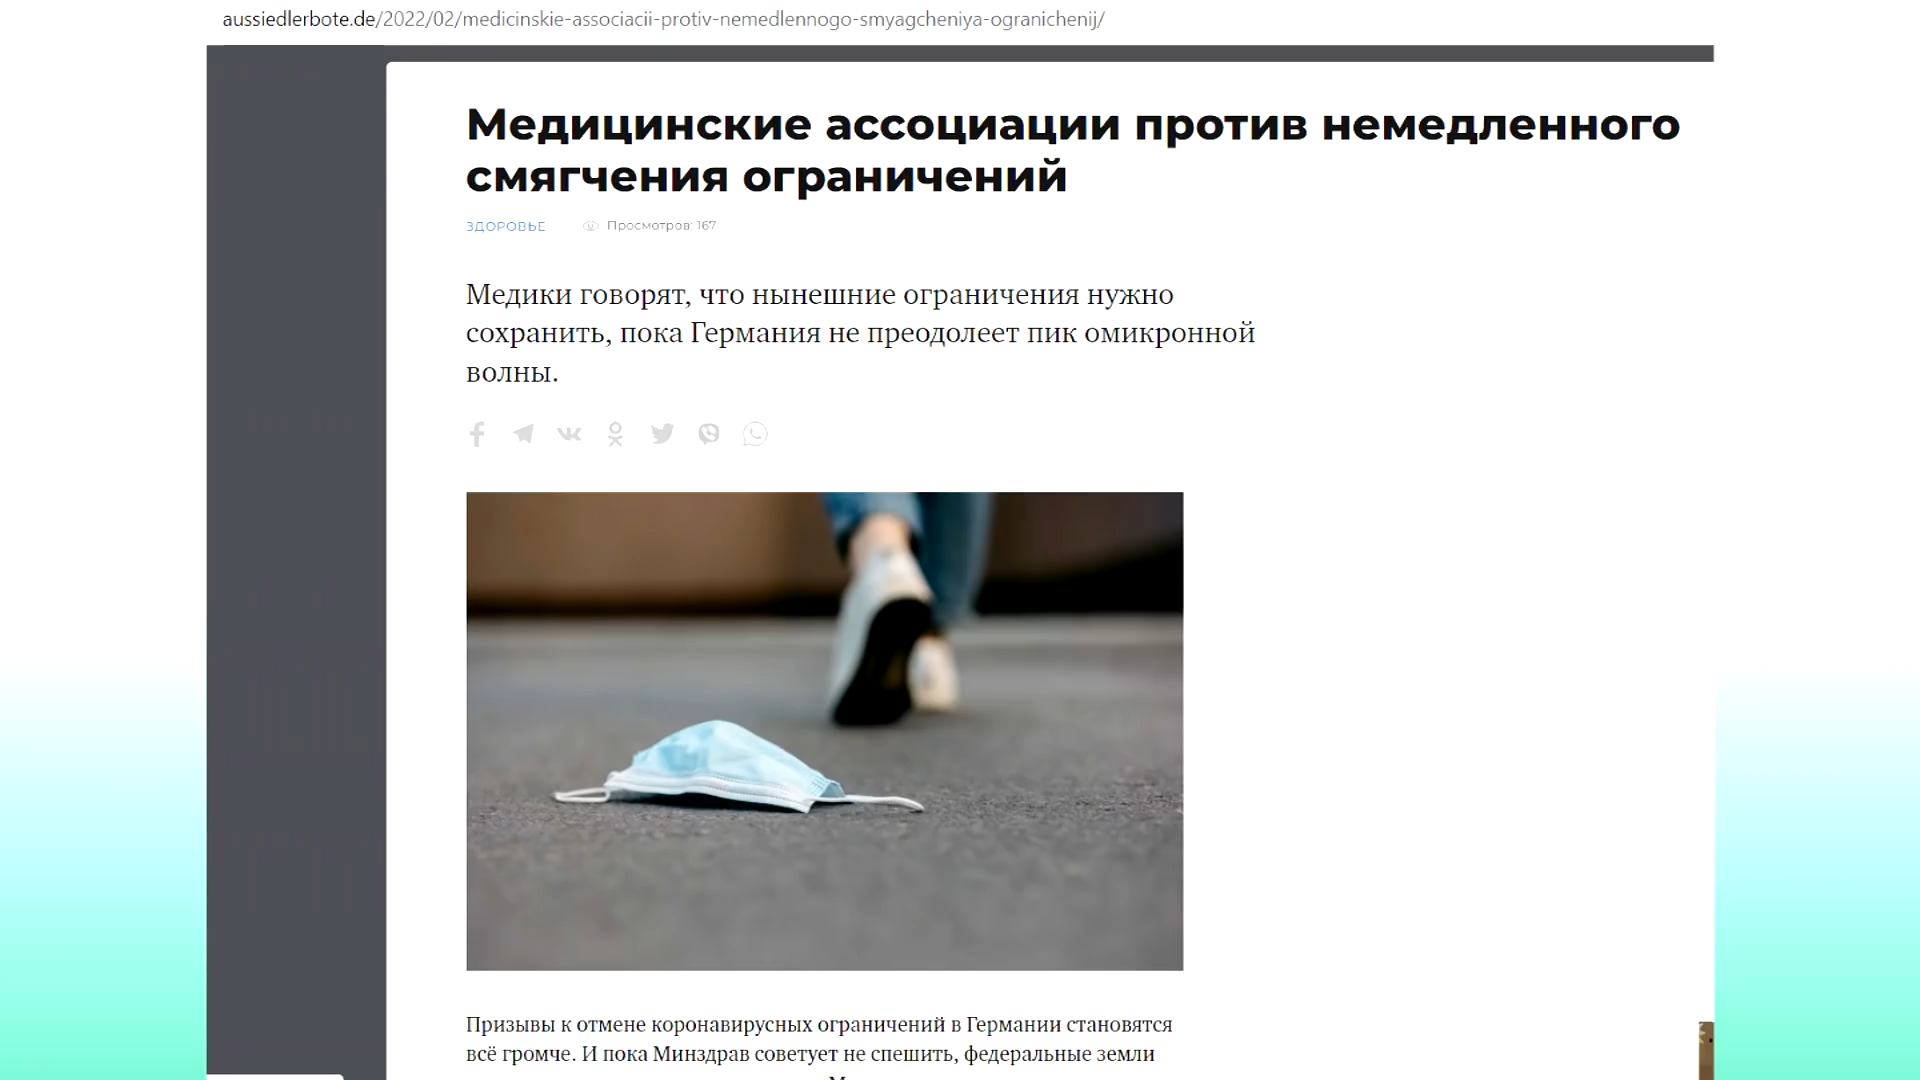 aussiedlerbote.de/2022/02/medicinskie-associacii-protiv-nemedlennogo-smyagcheniya-ogranichenij/
Медицинские ассоциации против немедленного
смягчения ограничений
ЗДОРОВЬЕ Просмотров: 167
Медики говорят, что нынешние ограничения нужно
сохранить, пока Германия не преодолеет пик омикронной
волны.
Призывы к отмене коронавирусных ограничений в Германии становятся
всё громче. И пока Минздрав советует не спешить, федеральные земли